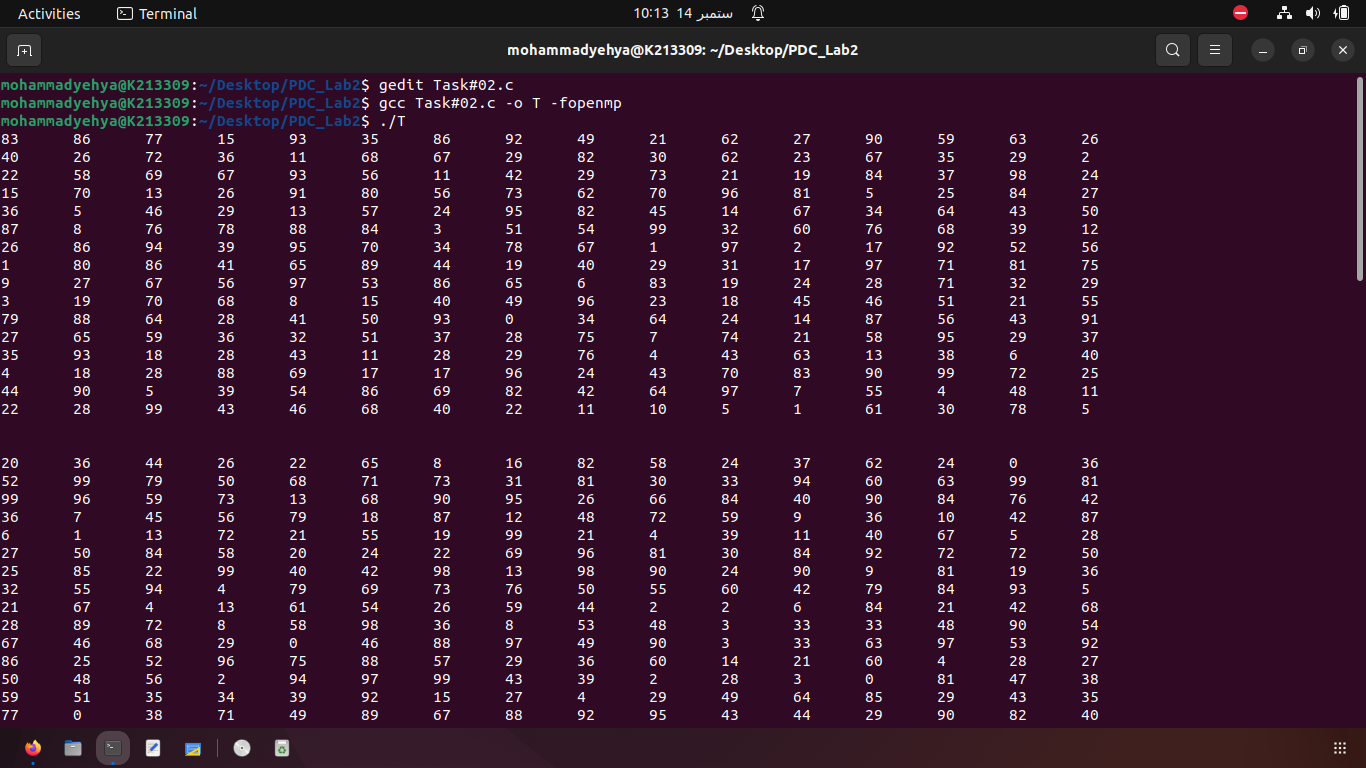 Activities Terminal 10:13 14 ستمبر
mohammadyehya@K213309: ~/Desktop/PDC_Lab2
mohammadyehya@K213309:~/Desktop/PDC_Lab2$ gedit Task#02.c
mohammadyehya@K213309:~/Desktop/PDC_Lab2$ gcc Task#02.c -o T -fopenmp
mohammadyehya@K213309:~/Desktop/PDC_Lab2$ ./T
83 86 77 15 93 35 86 92 49 21 62 27 90 59 63 26
40 26 72 36 11 68 67 29 82 30 62 23 67 35 29 2
22 58 69 67 93 56 11 42 29 73 21 19 84 37 98 24
15 70 13 26 91 80 56 73 62 70 96 81 5 25 84 27
36 5 46 29 13 57 24 95 82 45 14 67 34 64 43 50
87 8 76 78 88 84 3 51 54 99 32 60 76 68 39 12
26 86 94 39 95 70 34 78 67 1 97 2 17 92 52 56
1 80 86 41 65 89 44 19 40 29 31 17 97 71 81 75
9 27 67 56 97 53 86 65 6 83 19 24 28 71 32 29
3 19 70 68 8 15 40 49 96 23 18 45 46 51 21 55
79 88 64 28 41 50 93 0 34 64 24 14 87 56 43 91
27 65 59 36 32 51 37 28 75 7 74 21 58 95 29 37
35 93 18 28 43 11 28 29 76 4 43 63 13 38 6 40
4 18 28 88 69 17 17 96 24 43 70 83 90 99 72 25
44 90 5 39 54 86 69 82 42 64 97 7 55 4 48 11
22 28 99 43 46 68 40 22 11 10 5 1 61 30 78 5
20 36 44 26 22 65 8 16 82 58 24 37 62 24 0 36
52 99 79 50 68 71 73 31 81 30 33 94 60 63 99 81
99 96 59 73 13 68 90 95 26 66 84 40 90 84 76 42
36 7 45 56 79 18 87 12 48 72 59 9 36 10 42 87
6 1 13 72 21 55 19 99 21 4 39 11 40 67 5 28
27 50 84 58 20 24 22 69 96 81 30 84 92 72 72 50
25 85 22 99 40 42 98 13 98 90 24 90 9 81 19 36
32 55 94 4 79 69 73 76 50 55 60 42 79 84 93 5
21 67 4 13 61 54 26 59 44 2 2 6 84 21 42 68
28 89 72 8 58 98 36 8 53 48 3 33 33 48 90 54
67 46 68 29 0 46 88 97 49 90 3 33 63 97 53 92
86 25 52 96 75 88 57 29 36 60 14 21 60 4 28 27
50 48 56 2 94 97 99 43 39 2 28 3 0 81 47 38
59 51 35 34 39 92 15 27 4 29 49 64 85 29 43 35
77 0 38 71 49 89 67 88 92 95 43 44 29 90 82 40